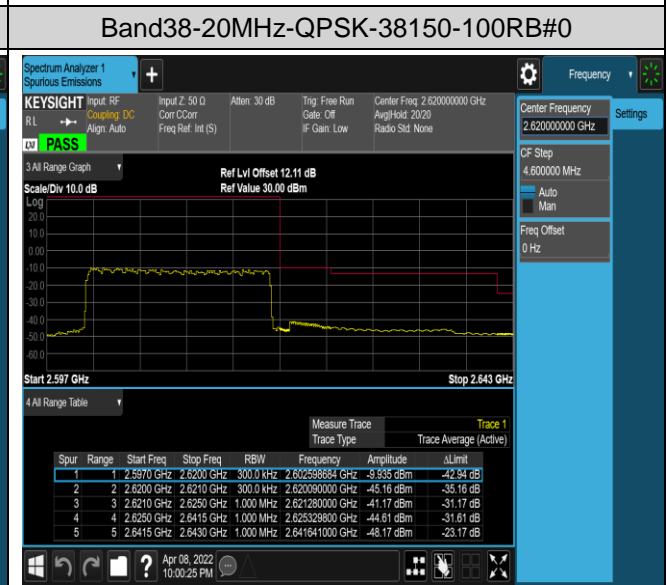 Band38-20MHz-QPSK-38150-100RB#0
Spectrum Analyzer 1
Spurious Emissions
+
Frequency
KEYSIGHT
RL
LXI
PASS
Input: RF
Coupling: DC
Align: Auto
Input Z: 50 Ω
Corr CCorr
Freq Ref: Int (S)
Atten: 30 dB
Trig: Free Run
Gate: Off
IF Gain: Low
Center Freq: 2.620000000 GHz
Avg|Hold: 20/20
Radio Std: None
Center Frequency
2.620000000 GHz
Settings
CF Step
4.600000 MHz
Auto
Man
Freq Offset
0 Hz
3 All Range Graph
Scale/Div 10.0 dB
Ref Lvl Offset 12.11 dB
Ref Value 30.00 dBm
Log
20.0
10.0
0.00
-10.0
-20.0
-30.0
-40.0
-50.0
-60.0
Start 2.597 GHz
Stop 2.643 GHz
4 All Range Table
Measure Trace Trace 1
Trace Type Trace Average (Active)
Spur Range Start Freq Stop Freq RBW Frequency Amplitude ΔLimit
1 1 2.5970 GHz 2.6200 GHz 300.0 kHz 2.602598684 GHz -9.935 dBm -42.94 dB
2 2 2.6200 GHz 2.6210 GHz 300.0 kHz 2.620090000 GHz -45.16 dBm -35.16 dB
3 3 2.6210 GHz 2.6250 GHz 1.000 MHz 2.621280000 GHz -41.17 dBm -31.17 dB
4 4 2.6250 GHz 2.6415 GHz 1.000 MHz 2.625329800 GHz -44.61 dBm -31.61 dB
5 5 2.6415 GHz 2.6430 GHz 1.000 MHz 2.641641000 GHz -48.17 dBm -23.17 dB
?
Apr 08, 2022
10:00:25 PM